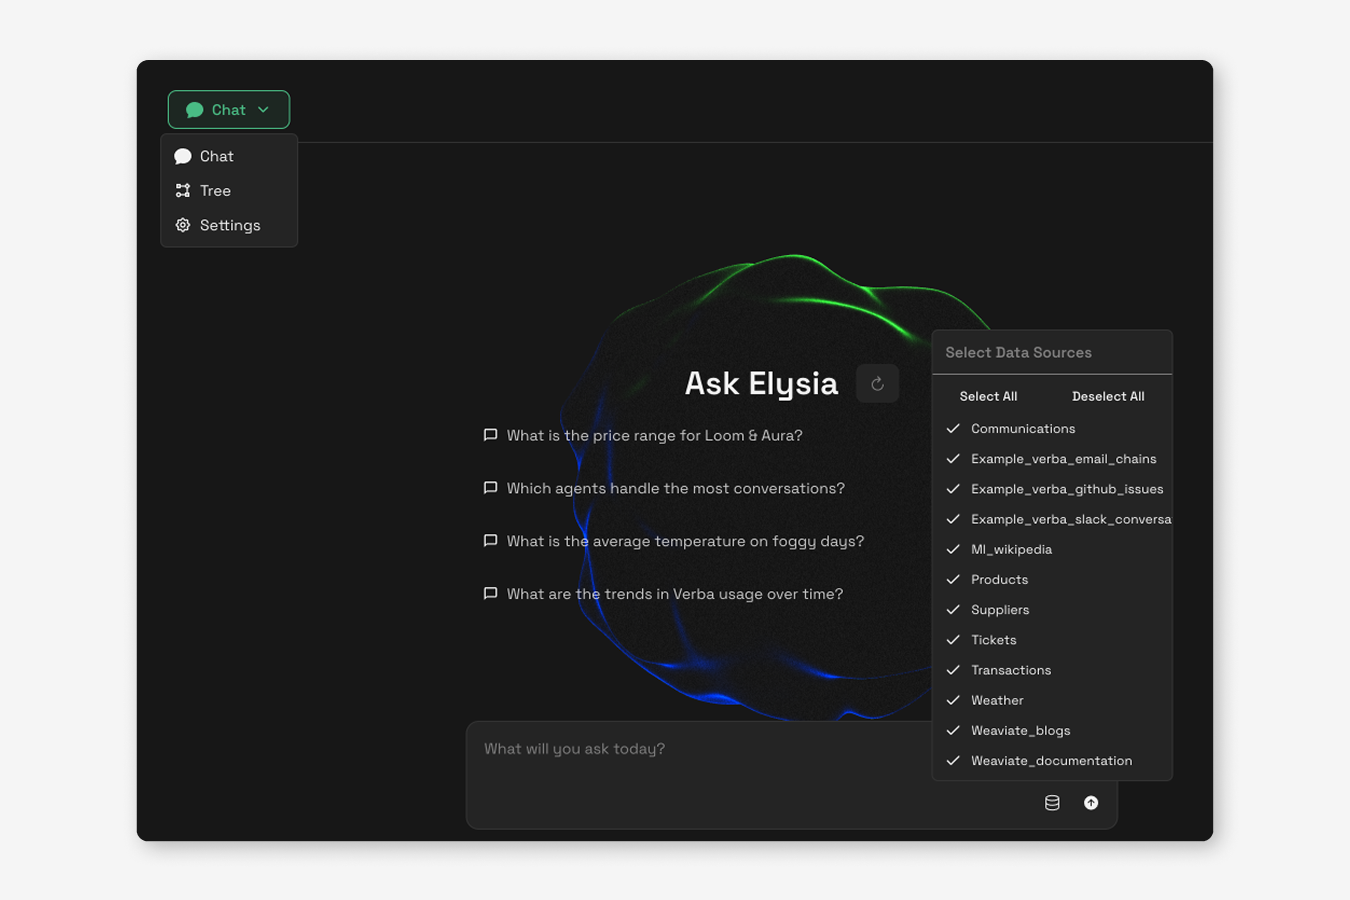 Chat
Chat
Tree
Settings
Ask Elysia
What is the price range for Loom & Aura?
Which agents handle the most conversations?
What is the average temperature on foggy days?
What are the trends in Verba usage over time?
What will you ask today?
Select Data Sources
Select All Deselect All
Communications
Example_verba_email_chains
Example_verba_github_issues
Example_verba_slack_conversa
Ml_wikipedia
Products
Suppliers
Tickets
Transactions
Weather
Weaviate_blogs
Weaviate_documentation